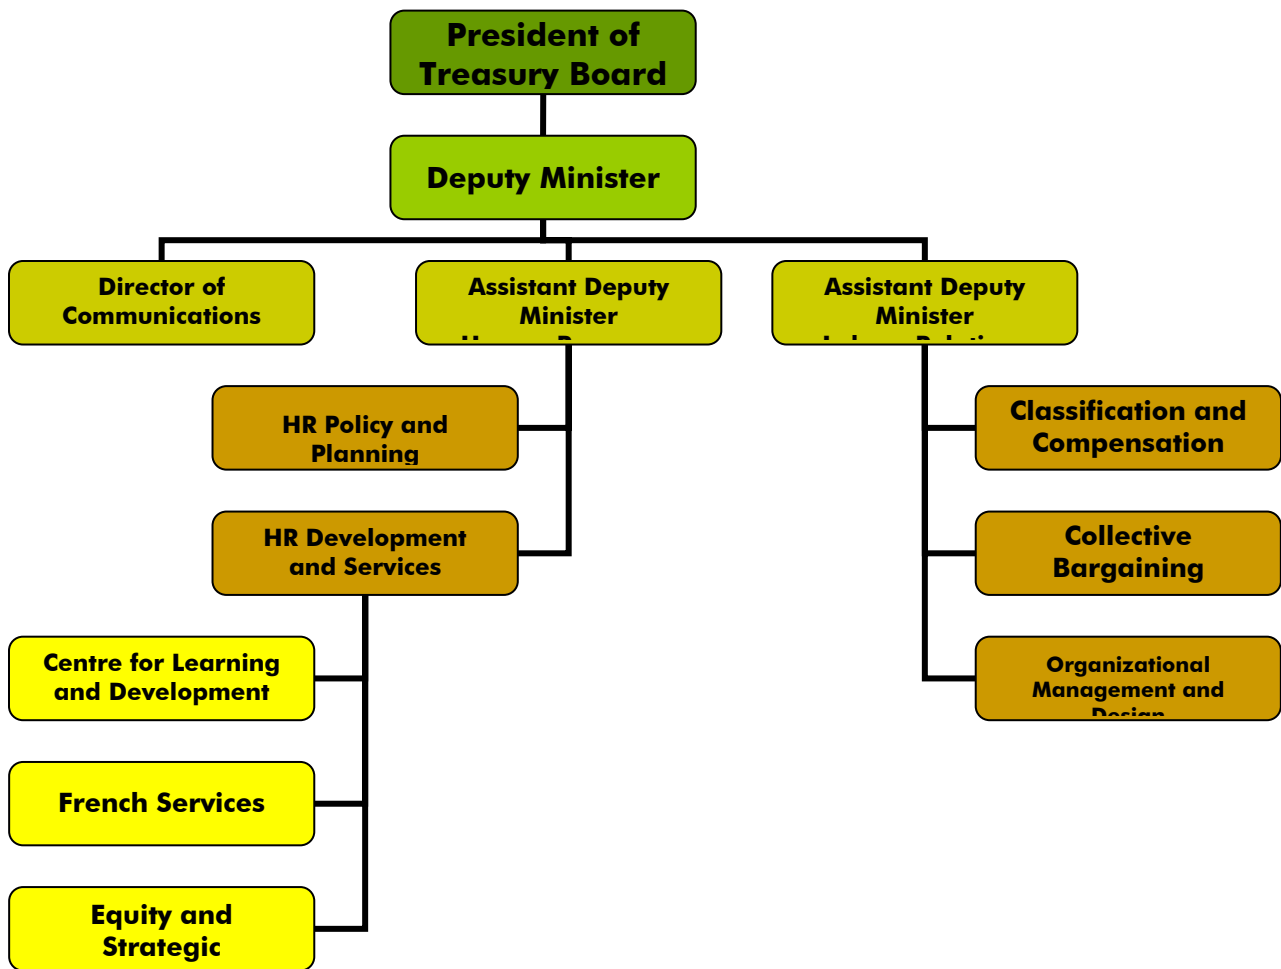 President of
Treasury Board
Deputy Minister
Director of
Communications
Assistant Deputy
Minister
Assistant Deputy
Minister
HR Policy and
Planning
Classification and
Compensation
HR Development
and Services
Collective
Bargaining
Centre for Learning
and Development
Organizational
Management and
Design
French Services
Equity and
Strategic